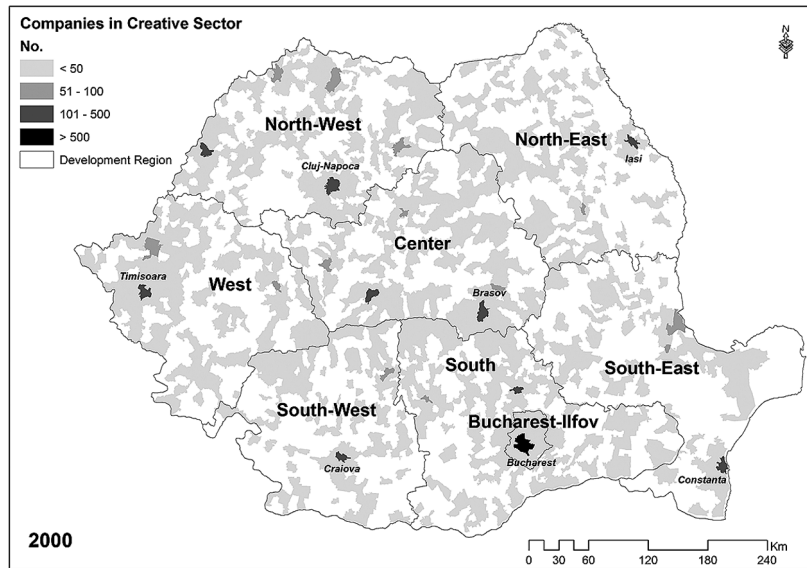 Companies in Creative Sector
No.
< 50
51 - 100
101 - 500
> 500
Development Region
N
North-West
North-East
Iasi
Cluj-Napoca
Center
Timisoara
West
Brasov
South
South-East
South-West
Bucharest-Ilfov
Craiova
Bucharest
Constanta
2000
Km
0 15 30 60 120 180 240